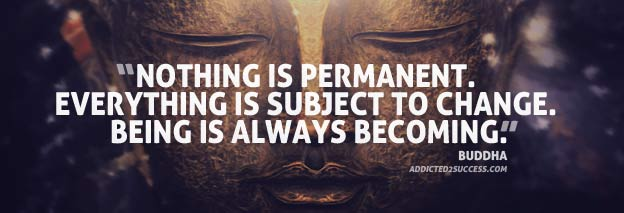 “NOTHING IS PERMANENT.
EVERYTHING IS SUBJECT TO CHANGE.
BEING IS ALWAYS BECOMING.”
BUDDHA
ADDICTED2SUCCESS.COM